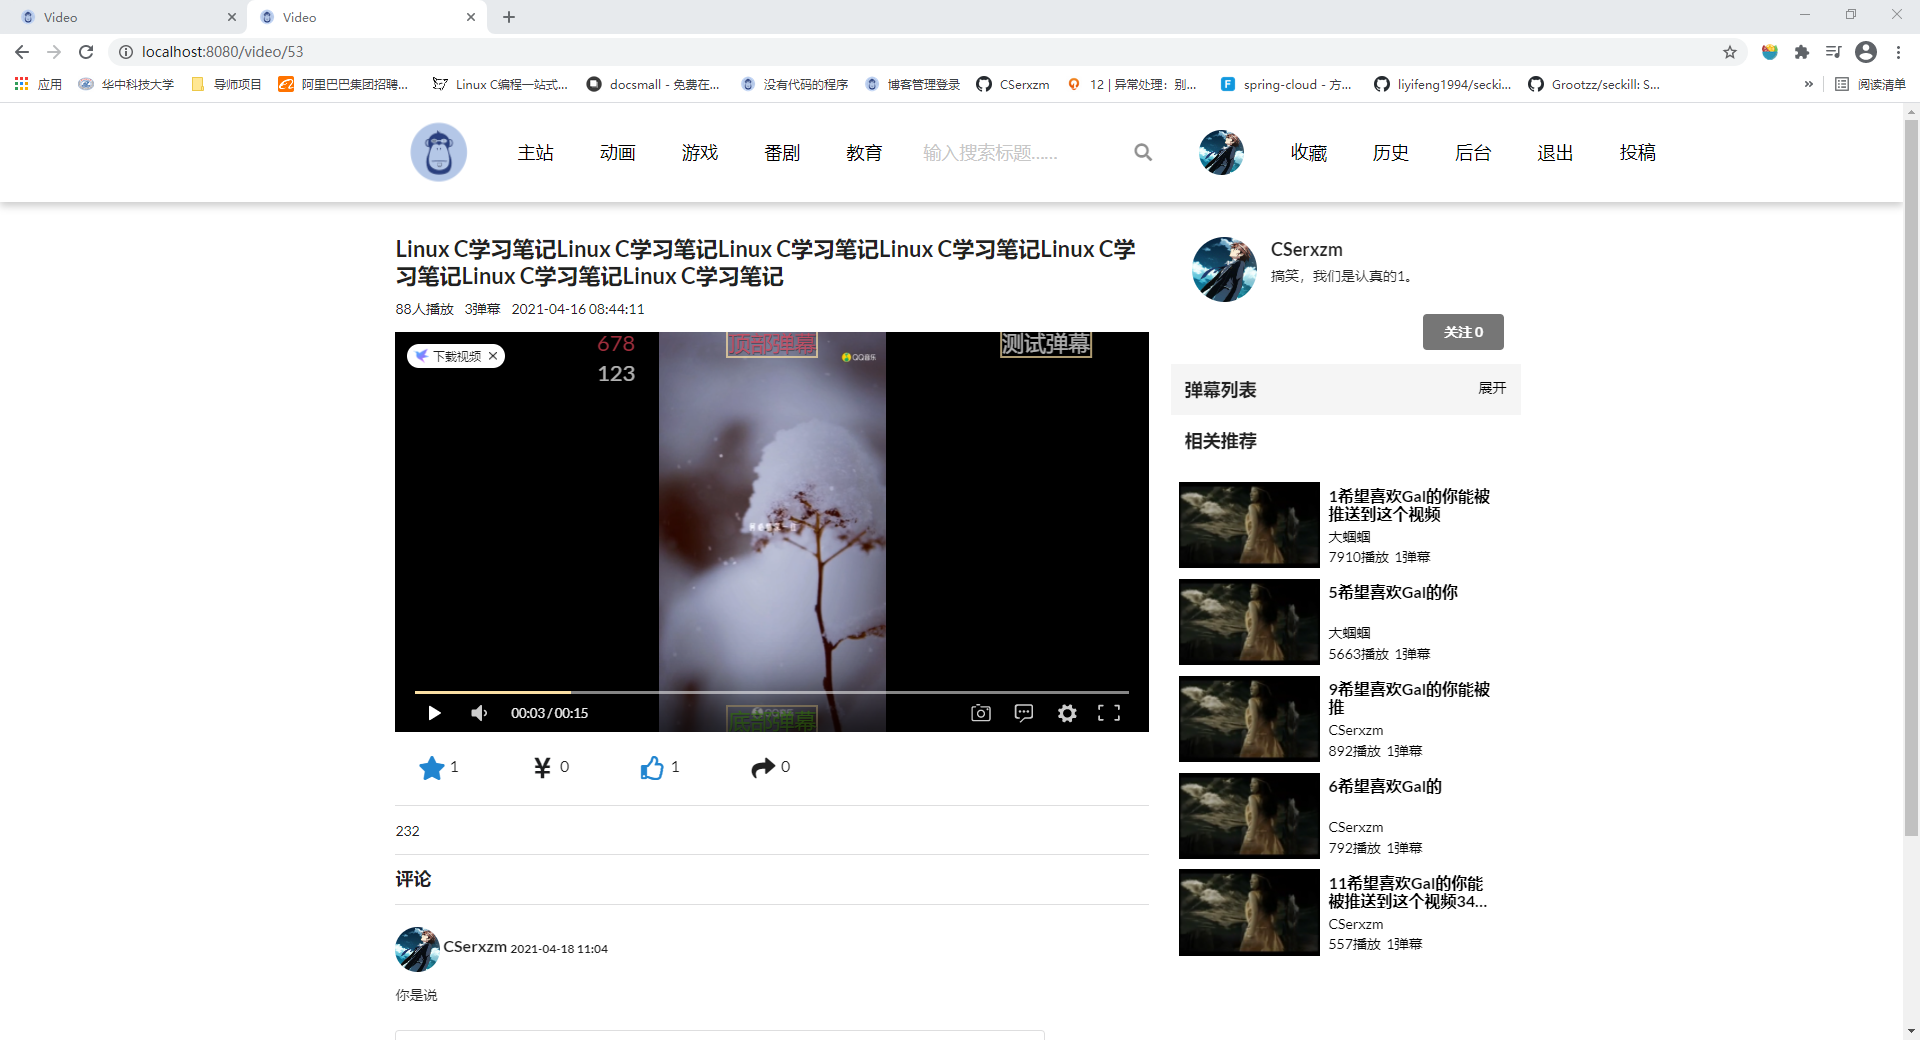 Video
Video
localhost:8080/video/53
应用
华中科技大学
导师项目
阿里巴巴集团招聘...
Linux C编程一站式...
docsmall - 免费在...
没有代码的程序
博客管理登录
CSerxzm
12 | 异常处理：别...
spring-cloud - 方...
liyifeng1994/secki...
Grootzz/seckill: S...
»
阅读清单
主站
动画
游戏
番剧
教育
输入搜索标题......
收藏
历史
后台
退出
投稿
Linux C学习笔记Linux C学习笔记Linux C学习笔记Linux C学习笔记Linux C学
习笔记Linux C学习笔记Linux C学习笔记
88人播放 3弹幕 2021-04-16 08:44:11
下载视频
678
123
顶部弹幕
QQ音乐
测试弹幕
底部弹幕
00:03 / 00:15
1
¥ 0
1
0
232
评论
CSerxzm 2021-04-18 11:04
你是说
CSerxzm
搞笑，我们是认真的1。
关注 0
弹幕列表
展开
相关推荐
1希望喜欢Gal的你能被
推送到这个视频
大蝈蝈
7910播放 1弹幕
5希望喜欢Gal的你
大蝈蝈
5663播放 1弹幕
9希望喜欢Gal的你能被
推
CSerxzm
892播放 1弹幕
6希望喜欢Gal的
CSerxzm
792播放 1弹幕
11希望喜欢Gal的你能
被推送到这个视频34...
CSerxzm
557播放 1弹幕